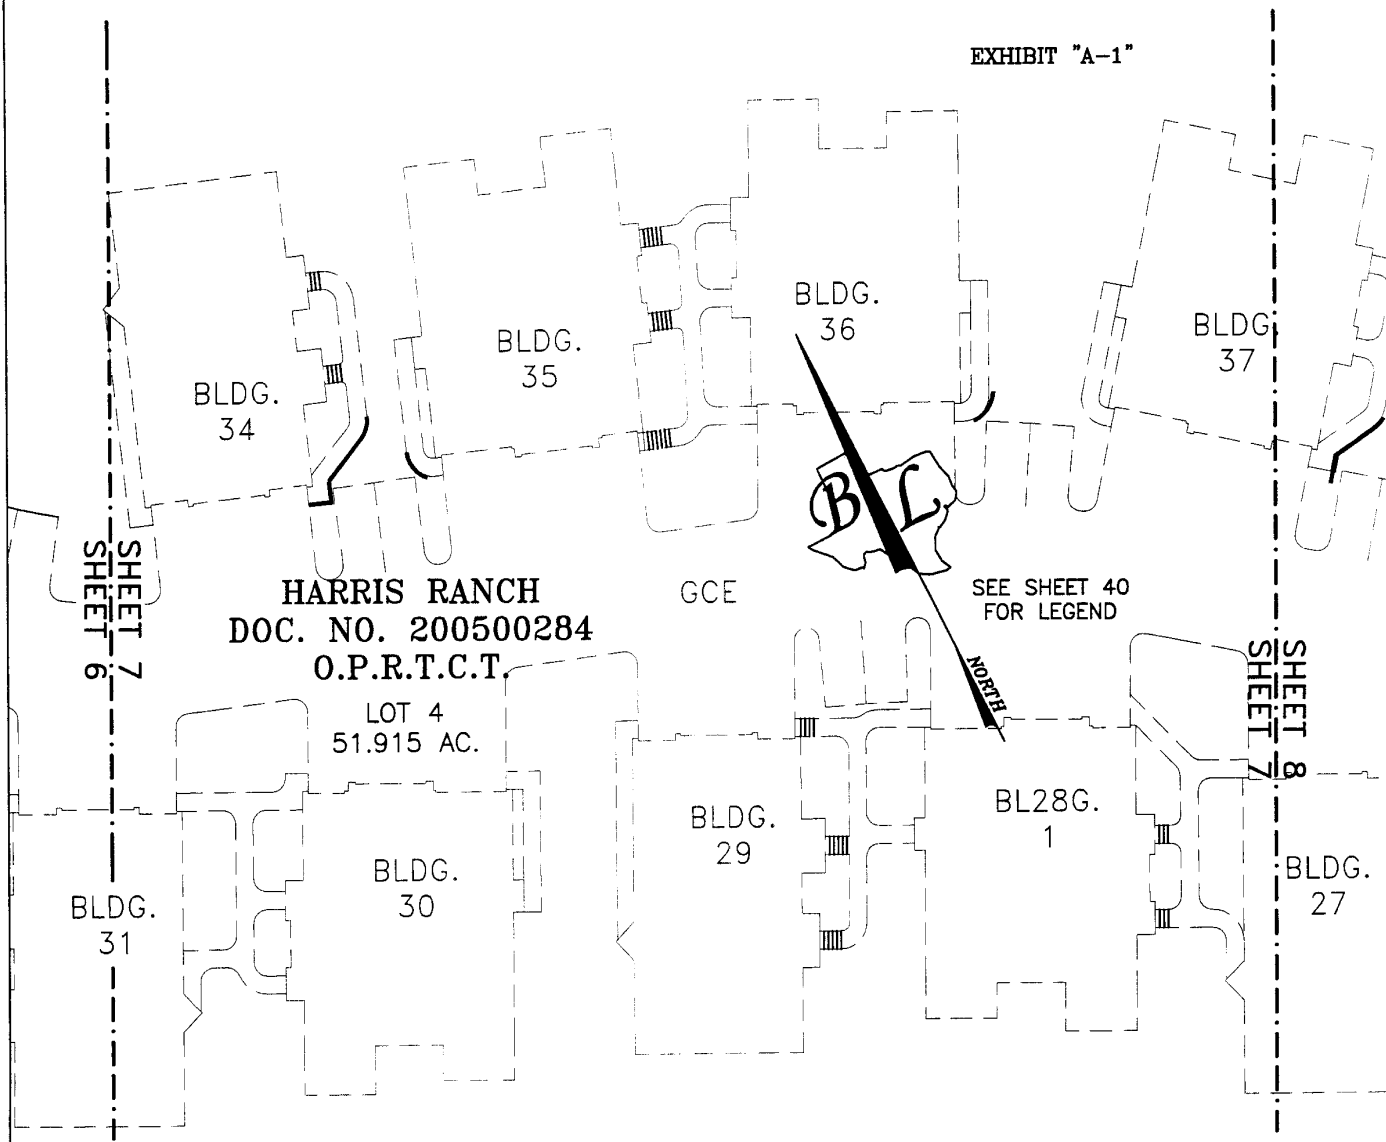 EXHIBIT "A-1"
BLDG.
36
BLDG.
35
BLDG
37
BLDG.
34
B L
SHEET 7
SHEET 6
HARRIS RANCH
DOC. NO. 200500284
O.P.R.T.C.T.
LOT 4
51.915 AC.
GCE
SEE SHEET 40
FOR LEGEND
NORTH
SHEET 8
SHEET 7
BLDG.
31
BLDG.
30
BLDG.
29
BL28G.
1
BLDG.
27